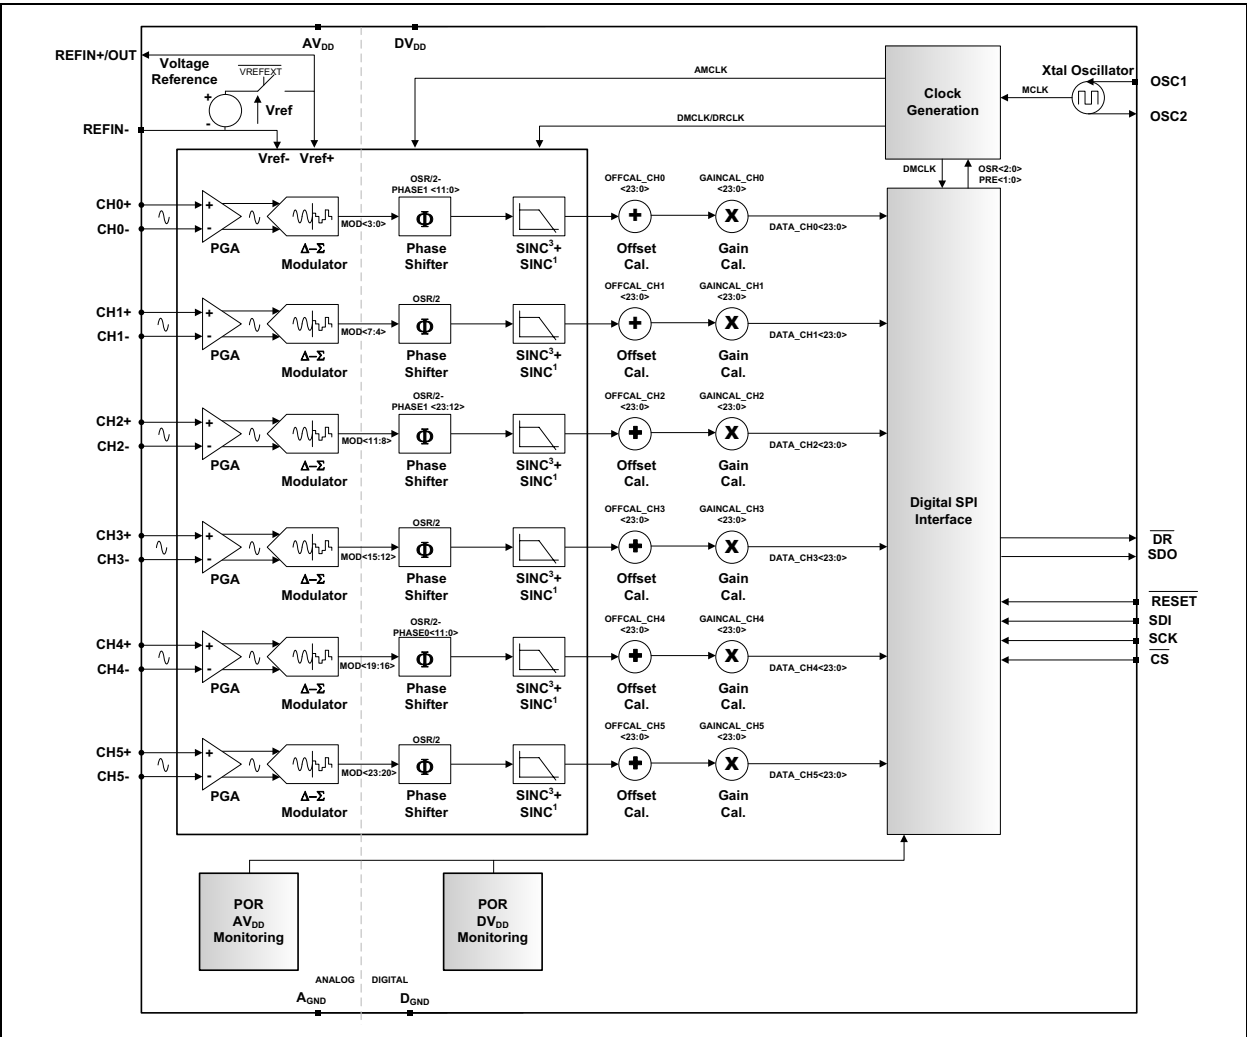 AVDD
DVDD
REFIN+/OUT
Voltage
Reference
VREFEXT
+
-
Vref
REFIN-
Vref-
Vref+
AMCLK
DMCLK/DRCLK
Clock
Generation
MCLK
Xtal Oscillator
OSC1
OSC2
DMCLK
OSR<2:0>
PRE<1:0>
CH0+
CH0-
+
-
PGA
Δ–Σ
Modulator
MOD<3:0>
OSR/2-
PHASE1 <11:0>
Φ
Phase
Shifter
SINC³+
SINC¹
OFFCAL_CH0
<23:0>
+
Offset
Cal.
GAINCAL_CH0
<23:0>
X
Gain
Cal.
DATA_CH0<23:0>
CH1+
CH1-
+
-
PGA
Δ–Σ
Modulator
MOD<7:4>
OSR/2
Φ
Phase
Shifter
SINC³+
SINC¹
OFFCAL_CH1
<23:0>
+
Offset
Cal.
GAINCAL_CH1
<23:0>
X
Gain
Cal.
DATA_CH1<23:0>
CH2+
CH2-
+
-
PGA
Δ–Σ
Modulator
MOD<11:8>
OSR/2-
PHASE1 <23:12>
Φ
Phase
Shifter
SINC³+
SINC¹
OFFCAL_CH2
<23:0>
+
Offset
Cal.
GAINCAL_CH2
<23:0>
X
Gain
Cal.
DATA_CH2<23:0>
CH3+
CH3-
+
-
PGA
Δ–Σ
Modulator
MOD<15:12>
OSR/2
Φ
Phase
Shifter
SINC³+
SINC¹
OFFCAL_CH3
<23:0>
+
Offset
Cal.
GAINCAL_CH3
<23:0>
X
Gain
Cal.
DATA_CH3<23:0>
CH4+
CH4-
+
-
PGA
Δ–Σ
Modulator
MOD<19:16>
OSR/2-
PHASE0<11:0>
Φ
Phase
Shifter
SINC³+
SINC¹
OFFCAL_CH4
<23:0>
+
Offset
Cal.
GAINCAL_CH4
<23:0>
X
Gain
Cal.
DATA_CH4<23:0>
CH5+
CH5-
+
-
PGA
Δ–Σ
Modulator
MOD<23:20>
OSR/2
Φ
Phase
Shifter
SINC³+
SINC¹
OFFCAL_CH5
<23:0>
+
Offset
Cal.
GAINCAL_CH5
<23:0>
X
Gain
Cal.
DATA_CH5<23:0>
Digital SPI
Interface
DR
SDO
RESET
SDI
SCK
CS
POR
AVDD
Monitoring
POR
DVDD
Monitoring
ANALOG
DIGITAL
AGND
DGND